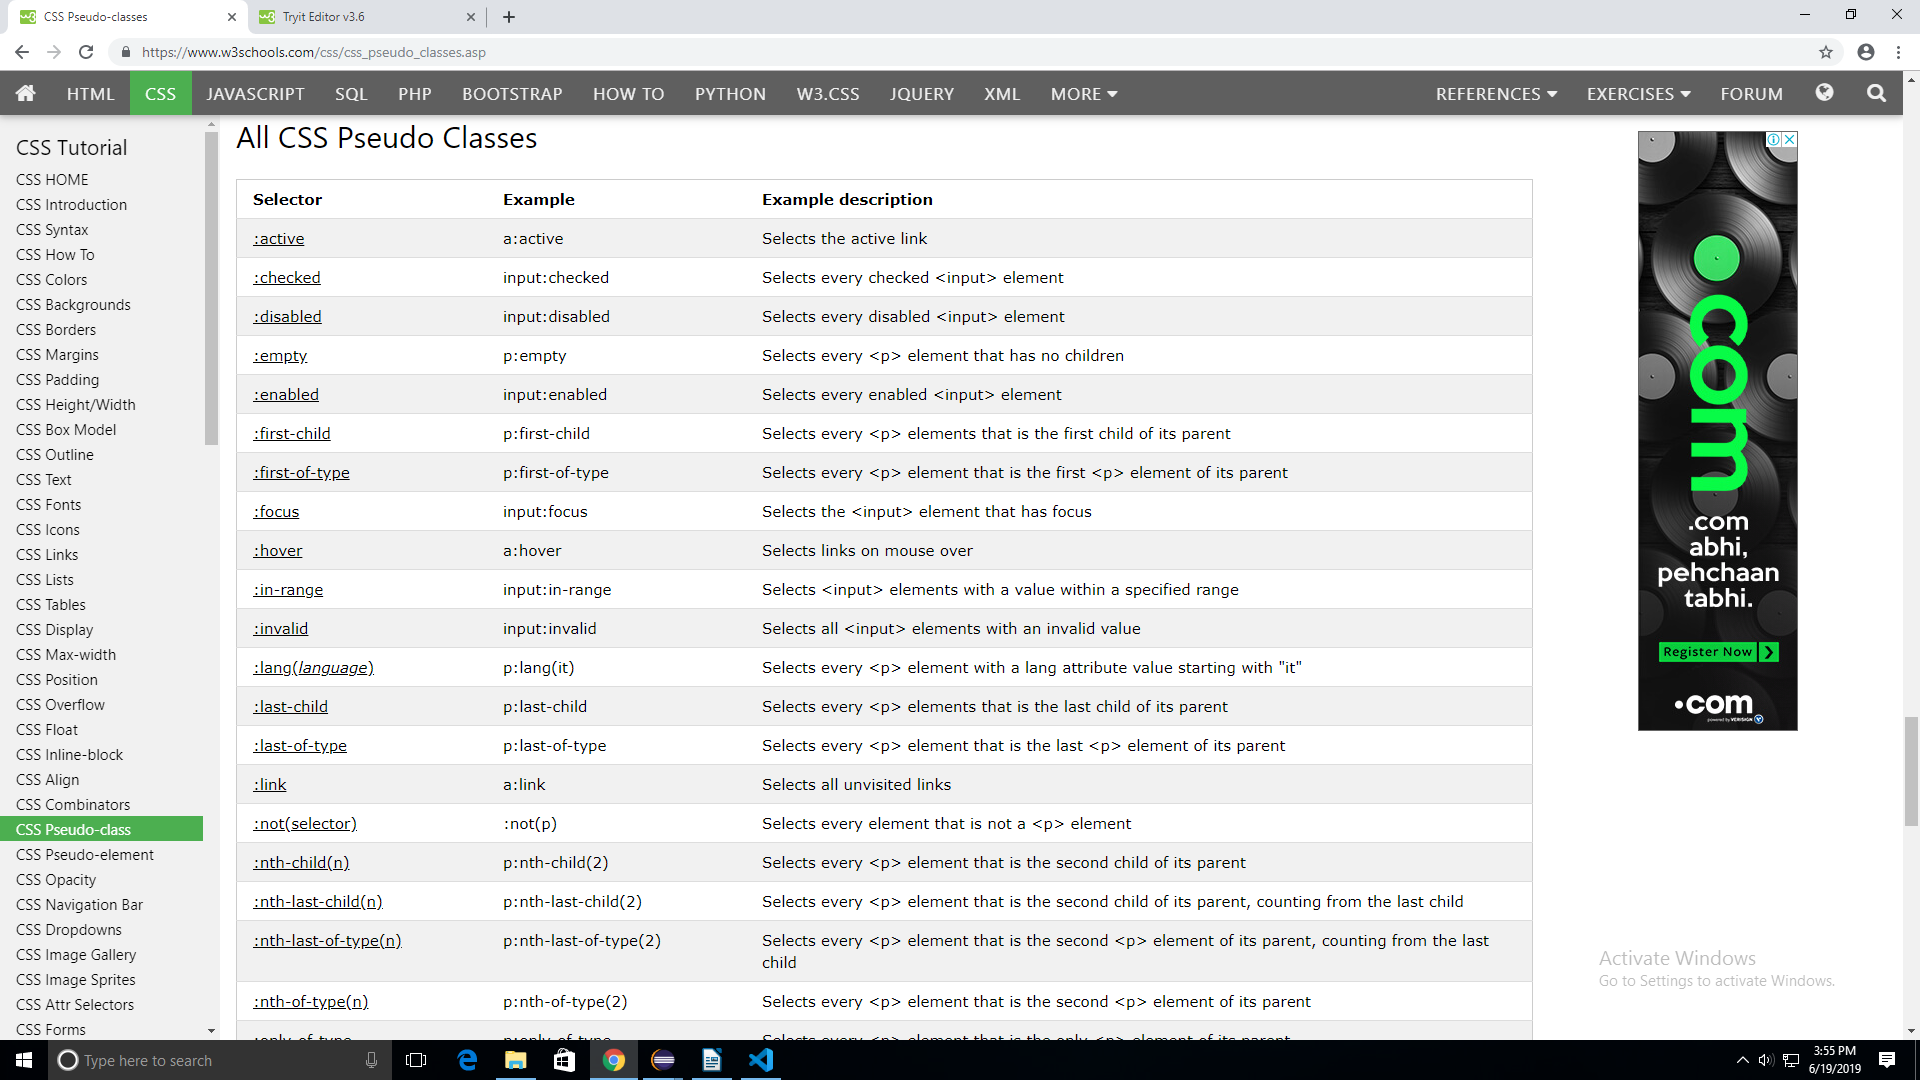 CSS Pseudo-classes
Tryit Editor v3.6
https://www.w3schools.com/css/css_pseudo_classes.asp
HTML CSS JAVASCRIPT SQL PHP BOOTSTRAP HOW TO PYTHON W3.CSS JQUERY XML MORE REFERENCES EXERCISES FORUM
CSS Tutorial
CSS HOME
CSS Introduction
CSS Syntax
CSS How To
CSS Colors
CSS Backgrounds
CSS Borders
CSS Margins
CSS Padding
CSS Height/Width
CSS Box Model
CSS Outline
CSS Text
CSS Fonts
CSS Icons
CSS Links
CSS Lists
CSS Tables
CSS Display
CSS Max-width
CSS Position
CSS Overflow
CSS Float
CSS Inline-block
CSS Align
CSS Combinators
CSS Pseudo-class
CSS Pseudo-element
CSS Opacity
CSS Navigation Bar
CSS Dropdowns
CSS Image Gallery
CSS Image Sprites
CSS Attr Selectors
CSS Forms
All CSS Pseudo Classes
Selector Example Example description
:active a:active Selects the active link
:checked input:checked Selects every checked <input> element
:disabled input:disabled Selects every disabled <input> element
:empty p:empty Selects every <p> element that has no children
:enabled input:enabled Selects every enabled <input> element
:first-child p:first-child Selects every <p> elements that is the first child of its parent
:first-of-type p:first-of-type Selects every <p> element that is the first <p> element of its parent
:focus input:focus Selects the <input> element that has focus
:hover a:hover Selects links on mouse over
:in-range input:in-range Selects <input> elements with a value within a specified range
:invalid input:invalid Selects all <input> elements with an invalid value
:lang(language) p:lang(it) Selects every <p> element with a lang attribute value starting with "it"
:last-child p:last-child Selects every <p> elements that is the last child of its parent
:last-of-type p:last-of-type Selects every <p> element that is the last <p> element of its parent
:link a:link Selects all unvisited links
:not(selector) :not(p) Selects every element that is not a <p> element
:nth-child(n) p:nth-child(2) Selects every <p> element that is the second child of its parent
:nth-last-child(n) p:nth-last-child(2) Selects every <p> element that is the second child of its parent, counting from the last child
:nth-last-of-type(n) p:nth-last-of-type(2) Selects every <p> element that is the second <p> element of its parent, counting from the last
child
:nth-of-type(n) p:nth-of-type(2) Selects every <p> element that is the second <p> element of its parent
:only-of-type p:only-of-type Selects every <p> element that is the only <p> element of its parent
.com
.com
abhi,
pehchaan
tabhi.
Register Now
.com
powered by VERISIGN
Activate Windows
Go to Settings to activate Windows.
Type here to search
3:55 PM
6/19/2019